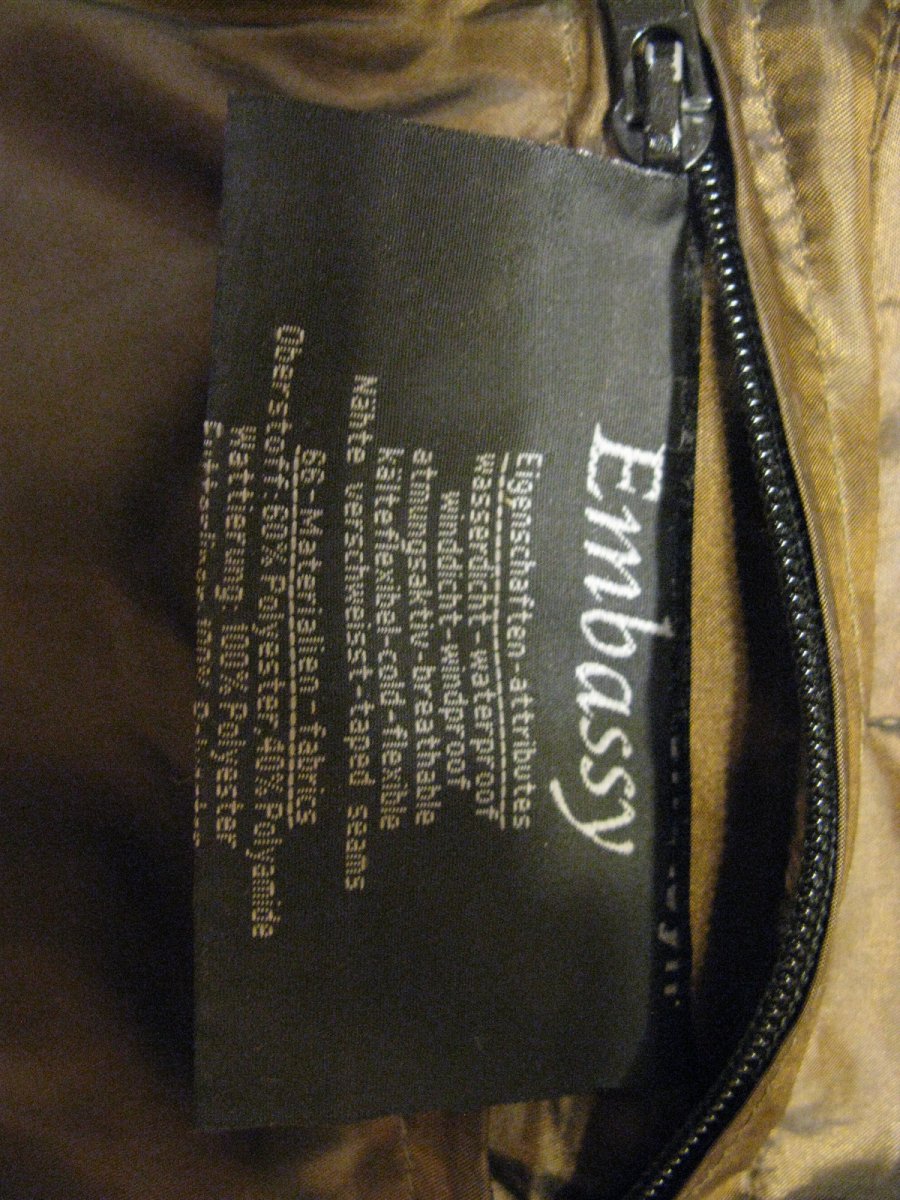 Embassy
Eigenschaften-attributes
wasserdicht-waterproof
winddicht-windproof
atmungsaktiv-breathable
kälteflexibel-cold-flexible
Nähte verschweisst-taped seams
Materialien-fabrics
Oberstoff:60%Polyester,40%Polyamide
Wattierung: 100%Polyester